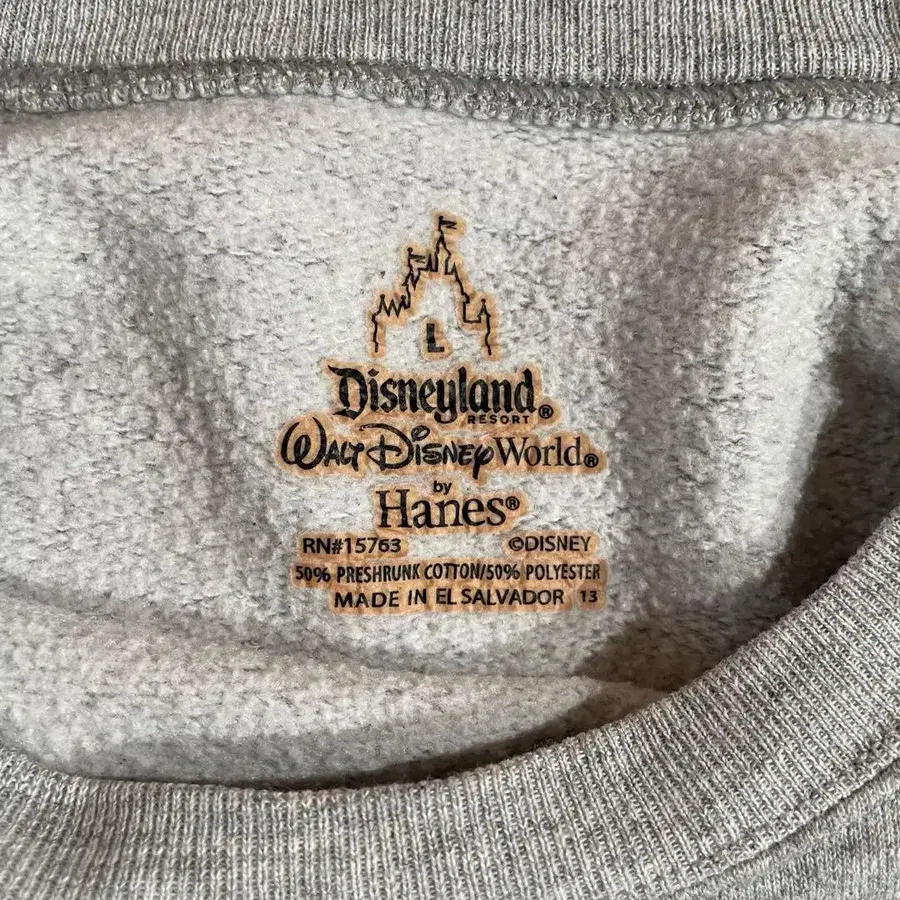 L
Disneyland®
RESORT
Walt Disney World®
by
Hanes®
RN#15763 ©DISNEY
50% PRESHRUNK COTTON/50% POLYESTER
MADE IN EL SALVADOR 13